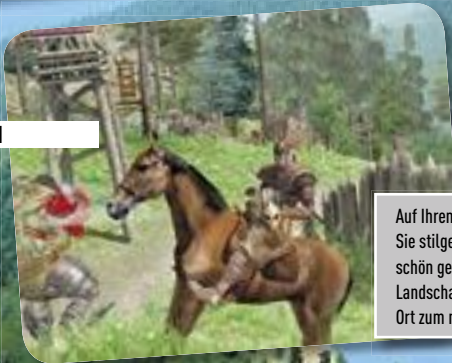 Auf Ihren
Sie stilge
schön ge
Landscha
Ort zum n